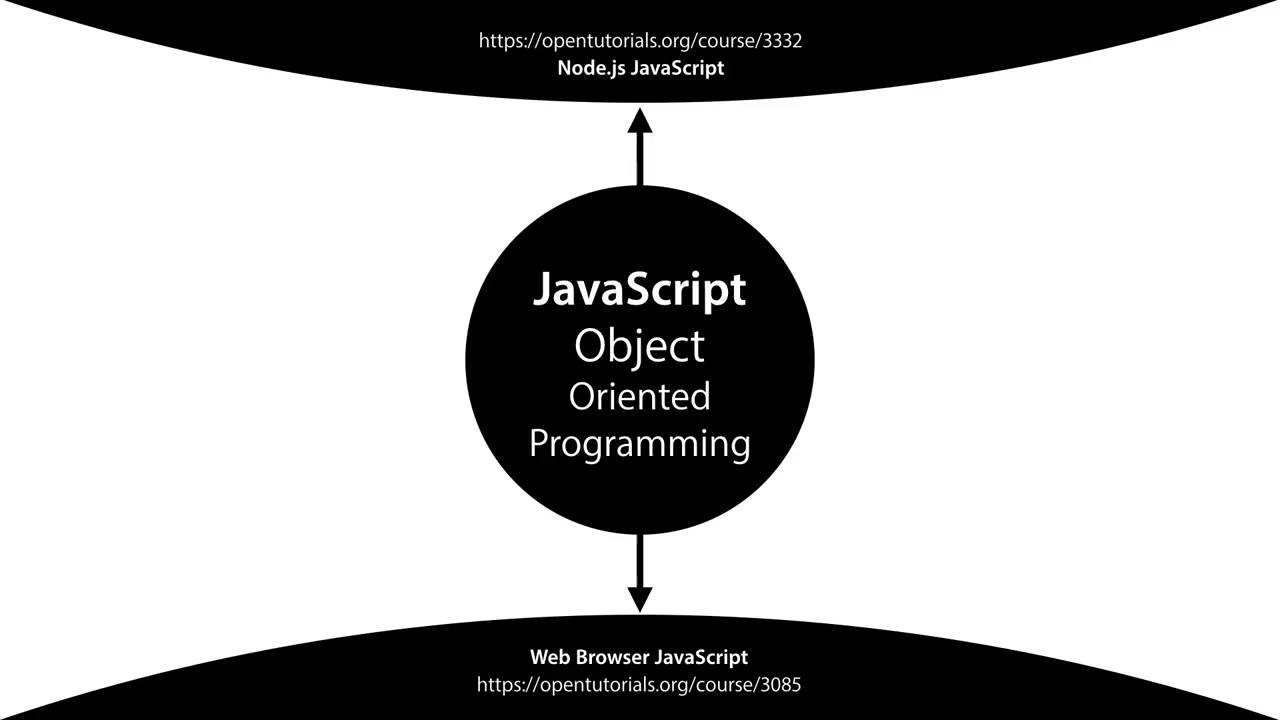 https://opentutorials.org/course/3332
Node.js JavaScript
JavaScript
Object
Oriented
Programming
Web Browser JavaScript
https://opentutorials.org/course/3085